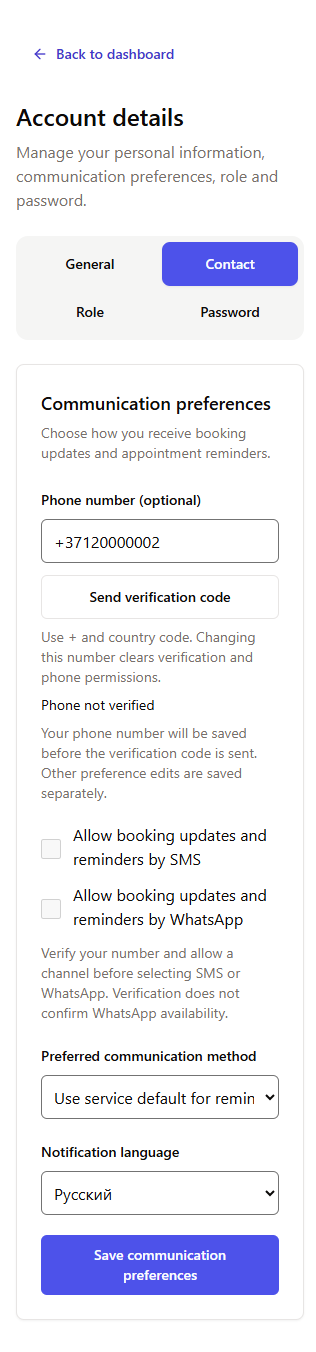 Back to dashboard
Account details
Manage your personal information,
communication preferences, role and
password.
General
Contact
Role
Password
Communication preferences
Choose how you receive booking
updates and appointment reminders.
Phone number (optional)
+37120000002
Send verification code
Use + and country code. Changing
this number clears verification and
phone permissions.
Phone not verified
Your phone number will be saved
before the verification code is sent.
Other preference edits are saved
separately.
Allow booking updates and
reminders by SMS
Allow booking updates and
reminders by WhatsApp
Verify your number and allow a
channel before selecting SMS or
WhatsApp. Verification does not
confirm WhatsApp availability.
Preferred communication method
Use service default for remin
Notification language
Русский
Save communication
preferences